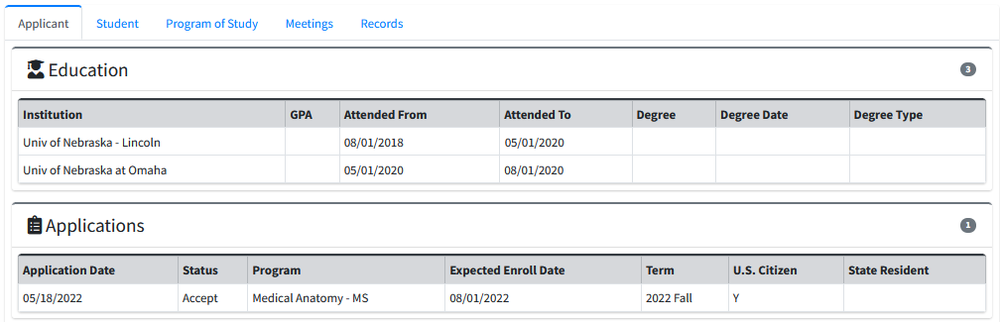 Applicant Student Program of Study Meetings Records
Education 3
Institution GPA Attended From Attended To Degree Degree Date Degree Type
Univ of Nebraska - Lincoln 08/01/2018 05/01/2020
Univ of Nebraska at Omaha 05/01/2020 08/01/2020
Applications 1
Application Date Status Program Expected Enroll Date Term U.S. Citizen State Resident
05/18/2022 Accept Medical Anatomy - MS 08/01/2022 2022 Fall Y